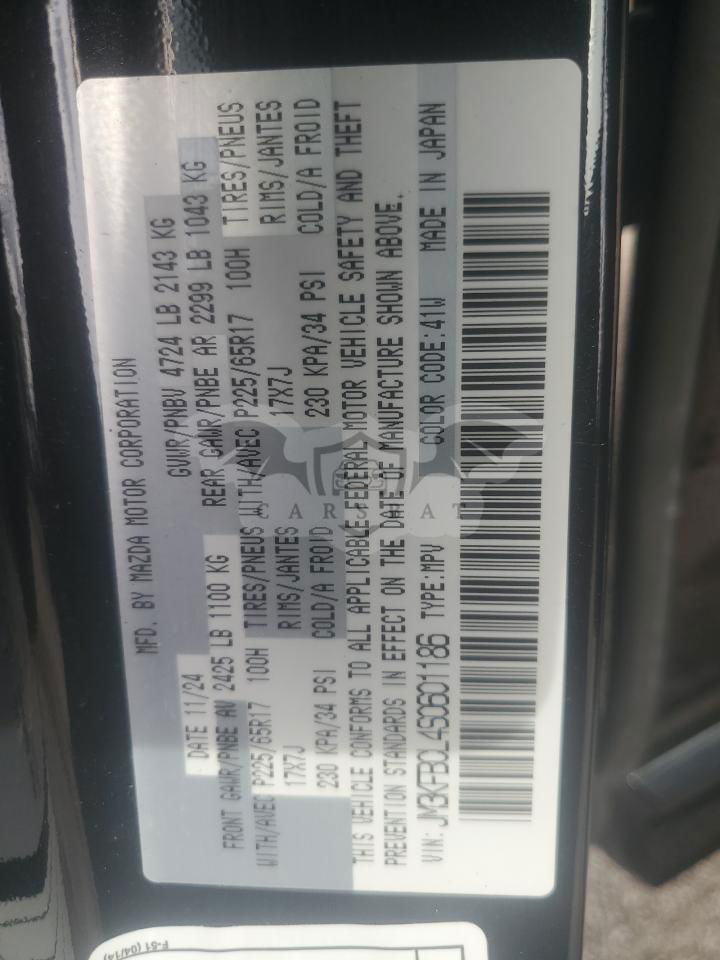 MFD. BY MAZDA MOTOR CORPORATION
DATE 11/24 GVWR/PNBV 4724 LB 2143 KG
FRONT GAWR/PNBE AV 2425 LB 1100 KG REAR GAWR/PNBE AR 2299 LB 1043 KG
WITH/AVEC P225/65R17 100H TIRES/PNEUS WITH/AVEC P225/65R17 100H TIRES/PNEUS
17X7J RIMS/JANTES 17X7J RIMS/JANTES
230 KPA/34 PSI COLD/A FROID 230 KPA/34 PSI COLD/A FROID
THIS VEHICLE CONFORMS TO ALL APPLICABLE FEDERAL MOTOR VEHICLE SAFETY AND THEFT
PREVENTION STANDARDS IN EFFECT ON THE DATE OF MANUFACTURE SHOWN ABOVE.
VIN: JM3KFBCL4S0601186 TYPE:MPV COLOR CODE:41W MADE IN JAPAN
F-51 (04/14)